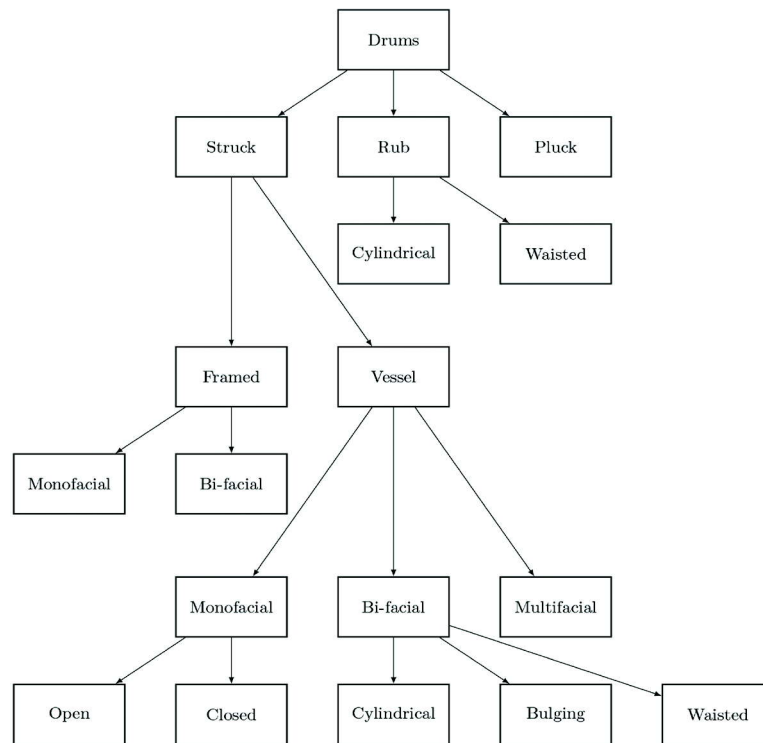 Drums
Struck
Rub
Pluck
Cylindrical
Waisted
Framed
Vessel
Monofacial
Bi-facial
Monofacial
Bi-facial
Multifacial
Open
Closed
Cylindrical
Bulging
Waisted